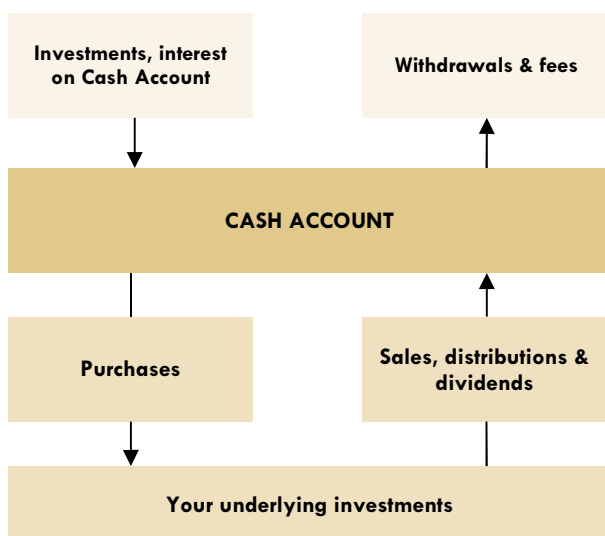 Investments, interest
on Cash Account
Withdrawals & fees
CASH ACCOUNT
Purchases
Sales, distributions &
dividends
Your underlying investments